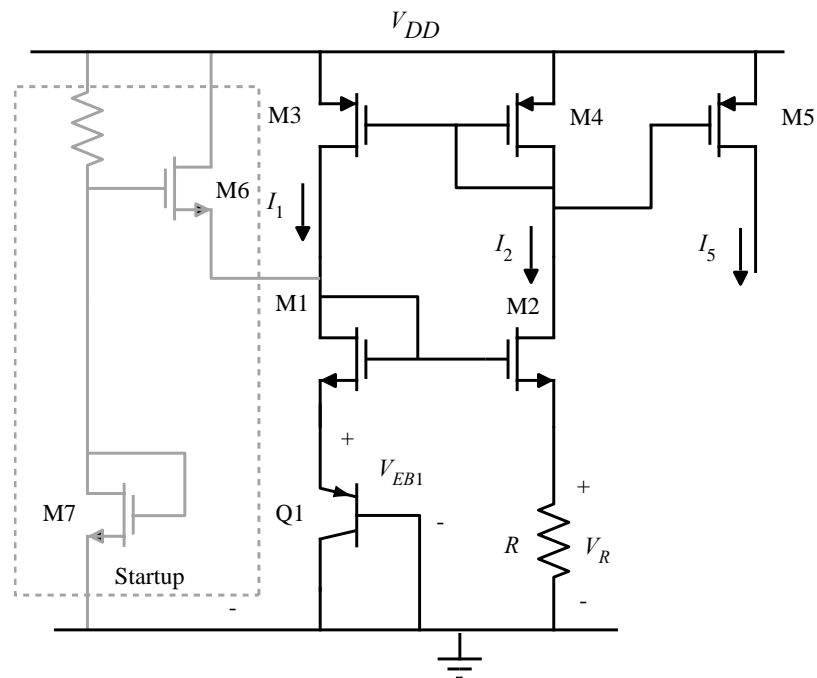 V_DD
M3
M4
M5
M6
I_1
I_2
I_5
M1
M2
+
V_EB1
+
M7
Q1
-
R
V_R
Startup
-
-
-